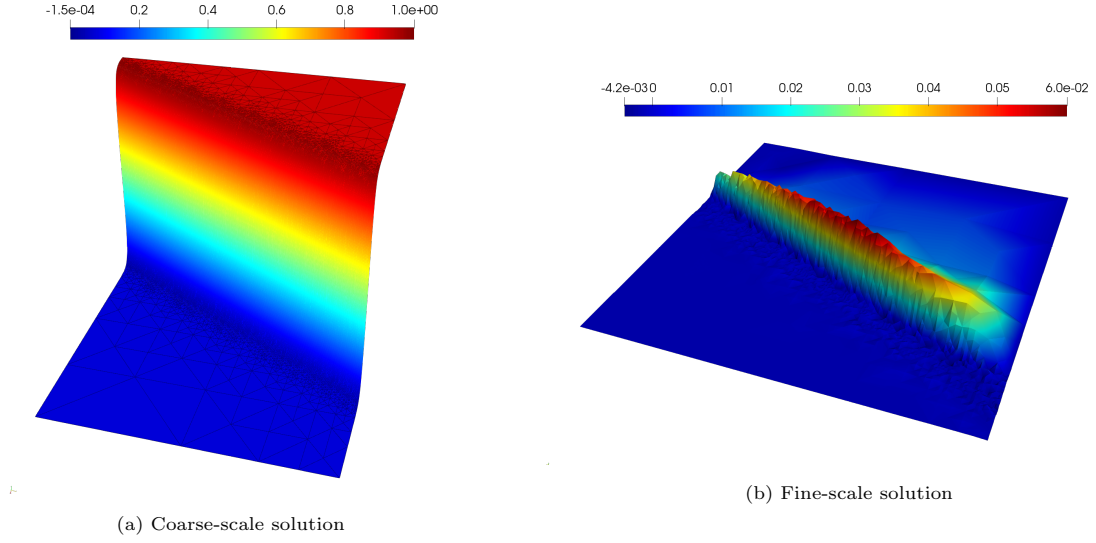 -1.5e-04 0.2 0.4 0.6 0.8 1.0e+00
-4.2e-030 0.01 0.02 0.03 0.04 0.05 6.0e-02
(b) Fine-scale solution
(a) Coarse-scale solution